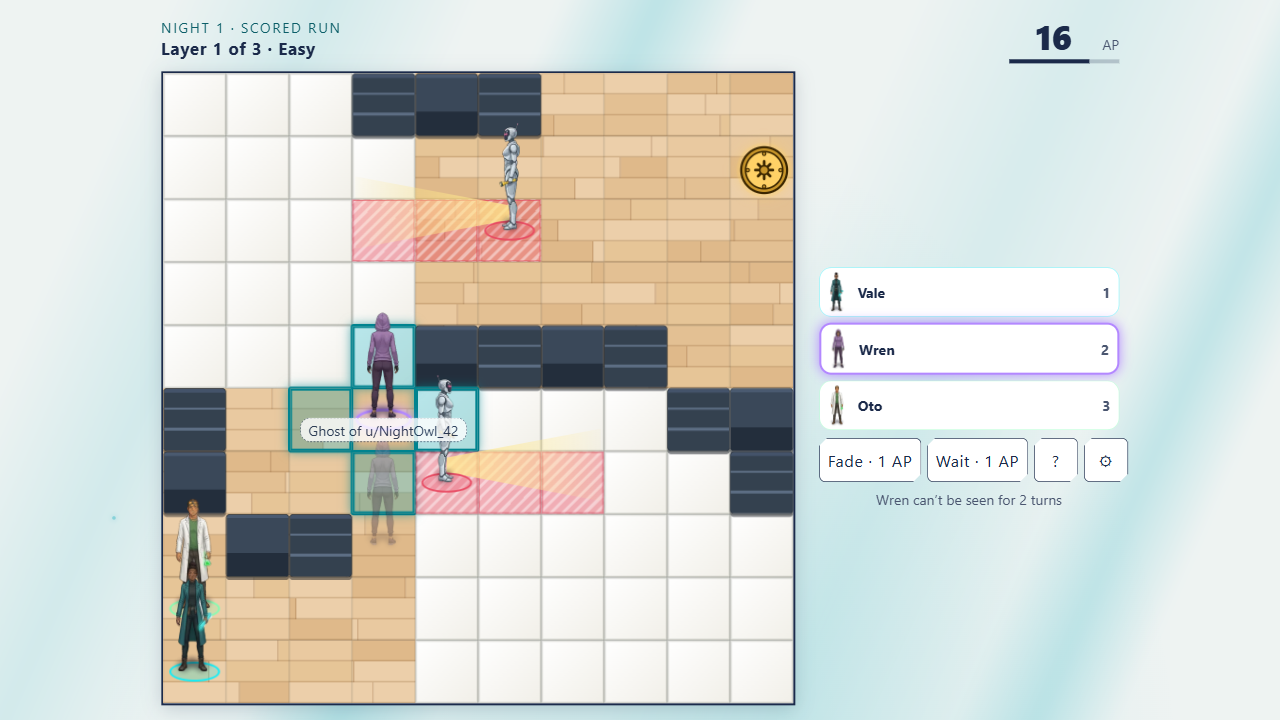 NIGHT 1 · SCORED RUN
Layer 1 of 3 · Easy
16 AP
Vale 1
Wren 2
Oto 3
Ghost of u/NightOwl_42
Fade · 1 AP
Wait · 1 AP
?
Wren can't be seen for 2 turns